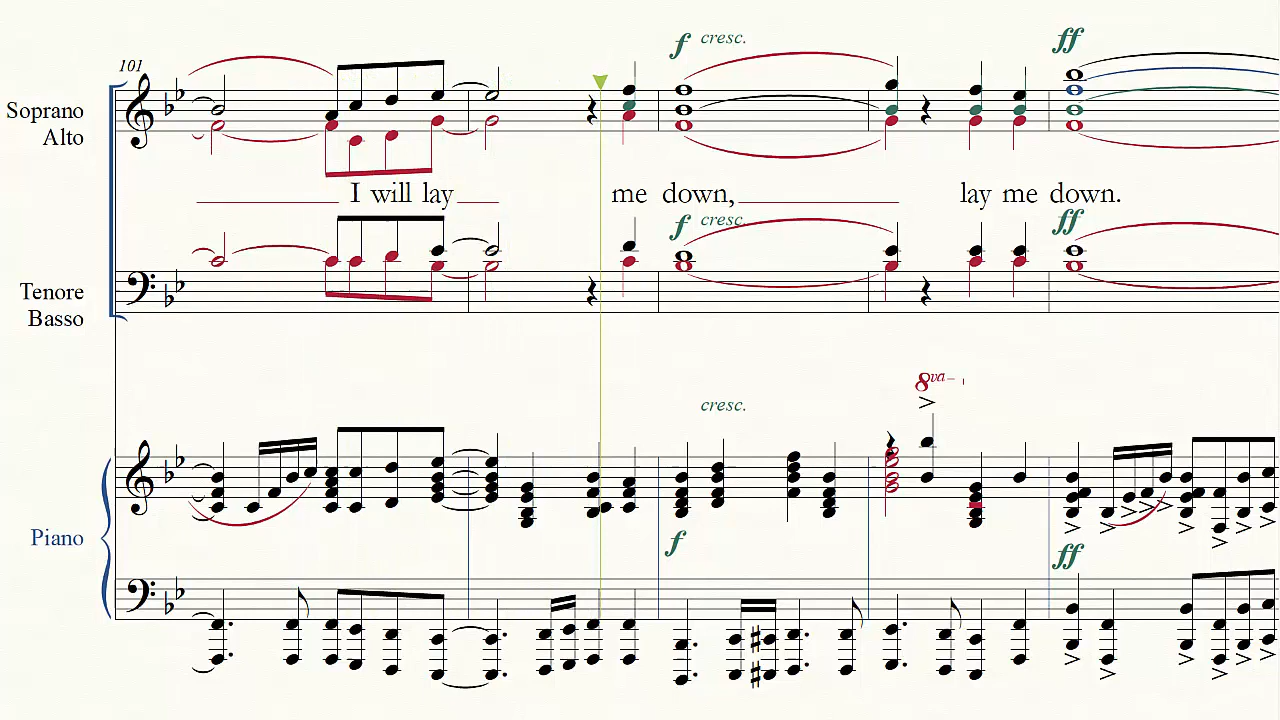 f cresc. ff
101
Soprano
Alto
I will lay me down, lay me down.
f cresc. ff
Tenore
Basso
8va
cresc.
Piano
f ff